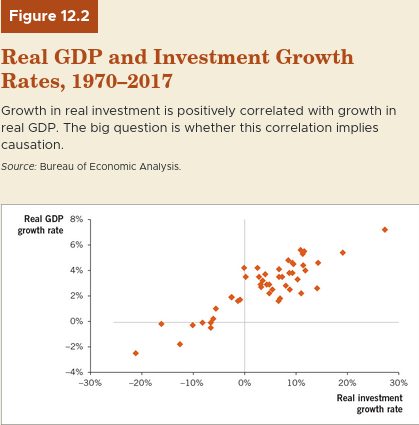 Figure 12.2
Real GDP and Investment Growth
Rates, 1970–2017
Growth in real investment is positively correlated with growth in
real GDP. The big question is whether this correlation implies
causation.
Source: Bureau of Economic Analysis.
Real GDP
growth rate
8%
6%
4%
2%
0%
−2%
−4%
−30% −20% −10% 0% 10% 20% 30%
Real investment
growth rate